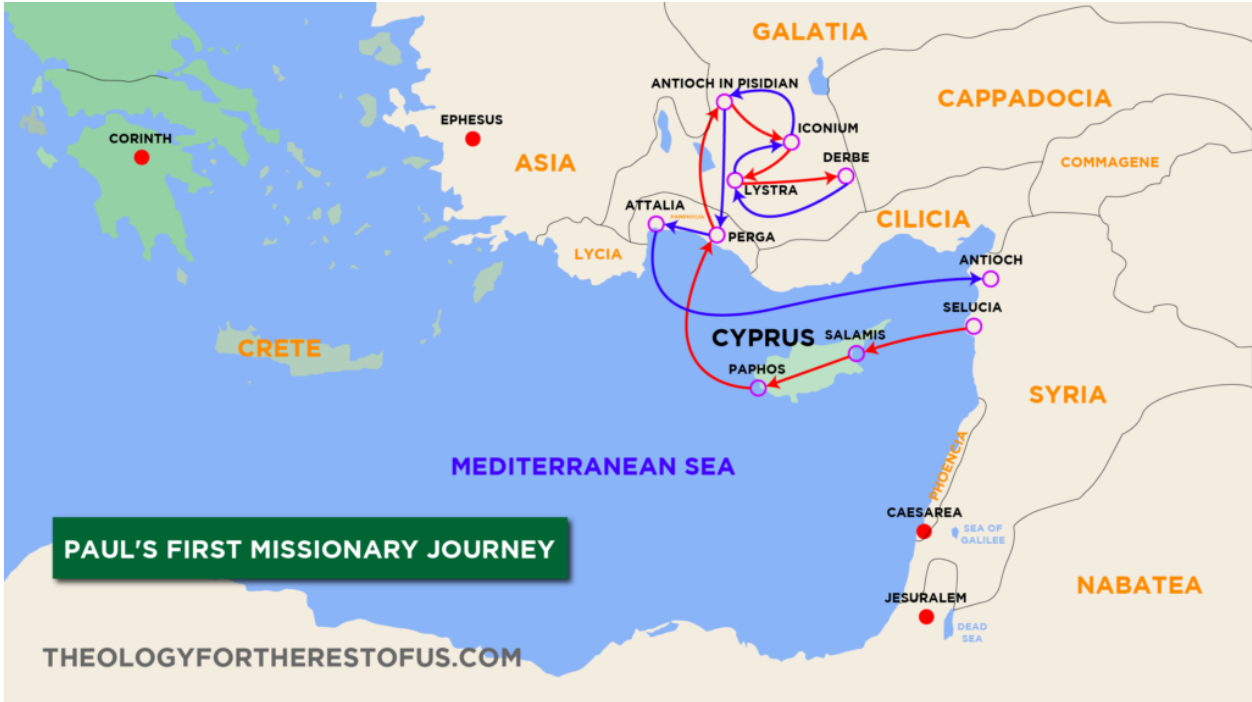 GALATIA
ANTIOCH IN PISIDIAN
CAPPADOCIA
EPHESUS
ICONIUM
CORINTH
ASIA
DERBE
COMMAGENE
LYSTRA
ATTALIA
PAMPHYLIA
CILICIA
PERGA
LYCIA
ANTIOCH
SELUCIA
CYPRUS
SALAMIS
CRETE
PAPHOS
SYRIA
MEDITERRANEAN SEA
PHOENCIA
CAESAREA
SEA OF
GALILEE
PAUL'S FIRST MISSIONARY JOURNEY
NABATEA
JESURALEM
DEAD
SEA
THEOLOGYFORTHERESTOFUS.COM